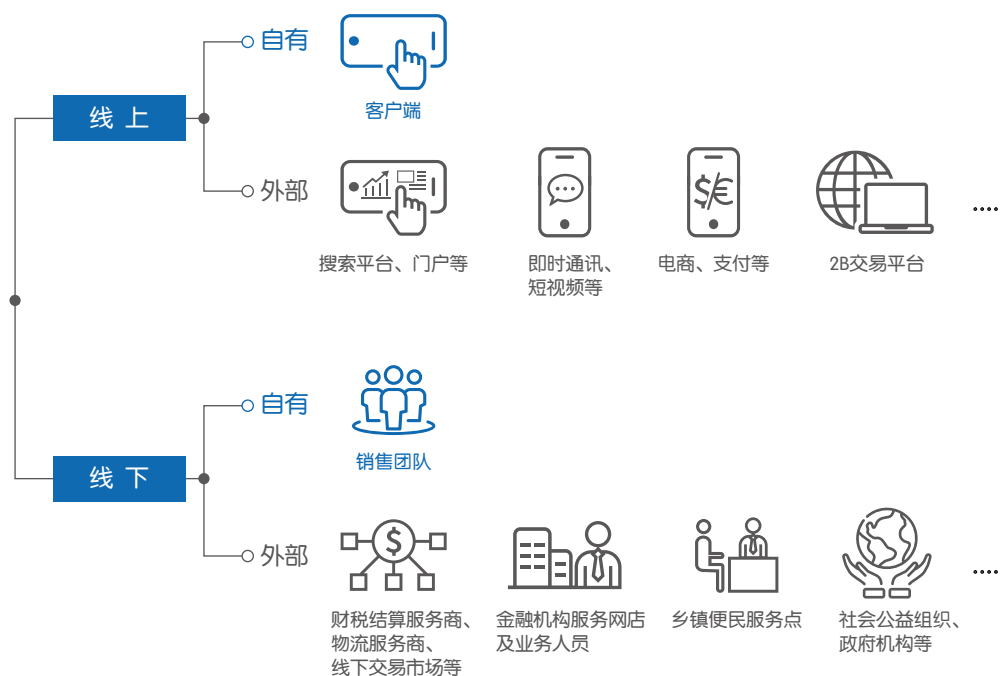 自有
客户端
线上
外部
搜索平台、门户等
即时通讯、
短视频等
电商、支付等
2B交易平台
....
自有
销售团队
线下
外部
财税结算服务商、
物流服务商、
线下交易市场等
金融机构服务网店
及业务人员
乡镇便民服务点
社会公益组织、
政府机构等
....